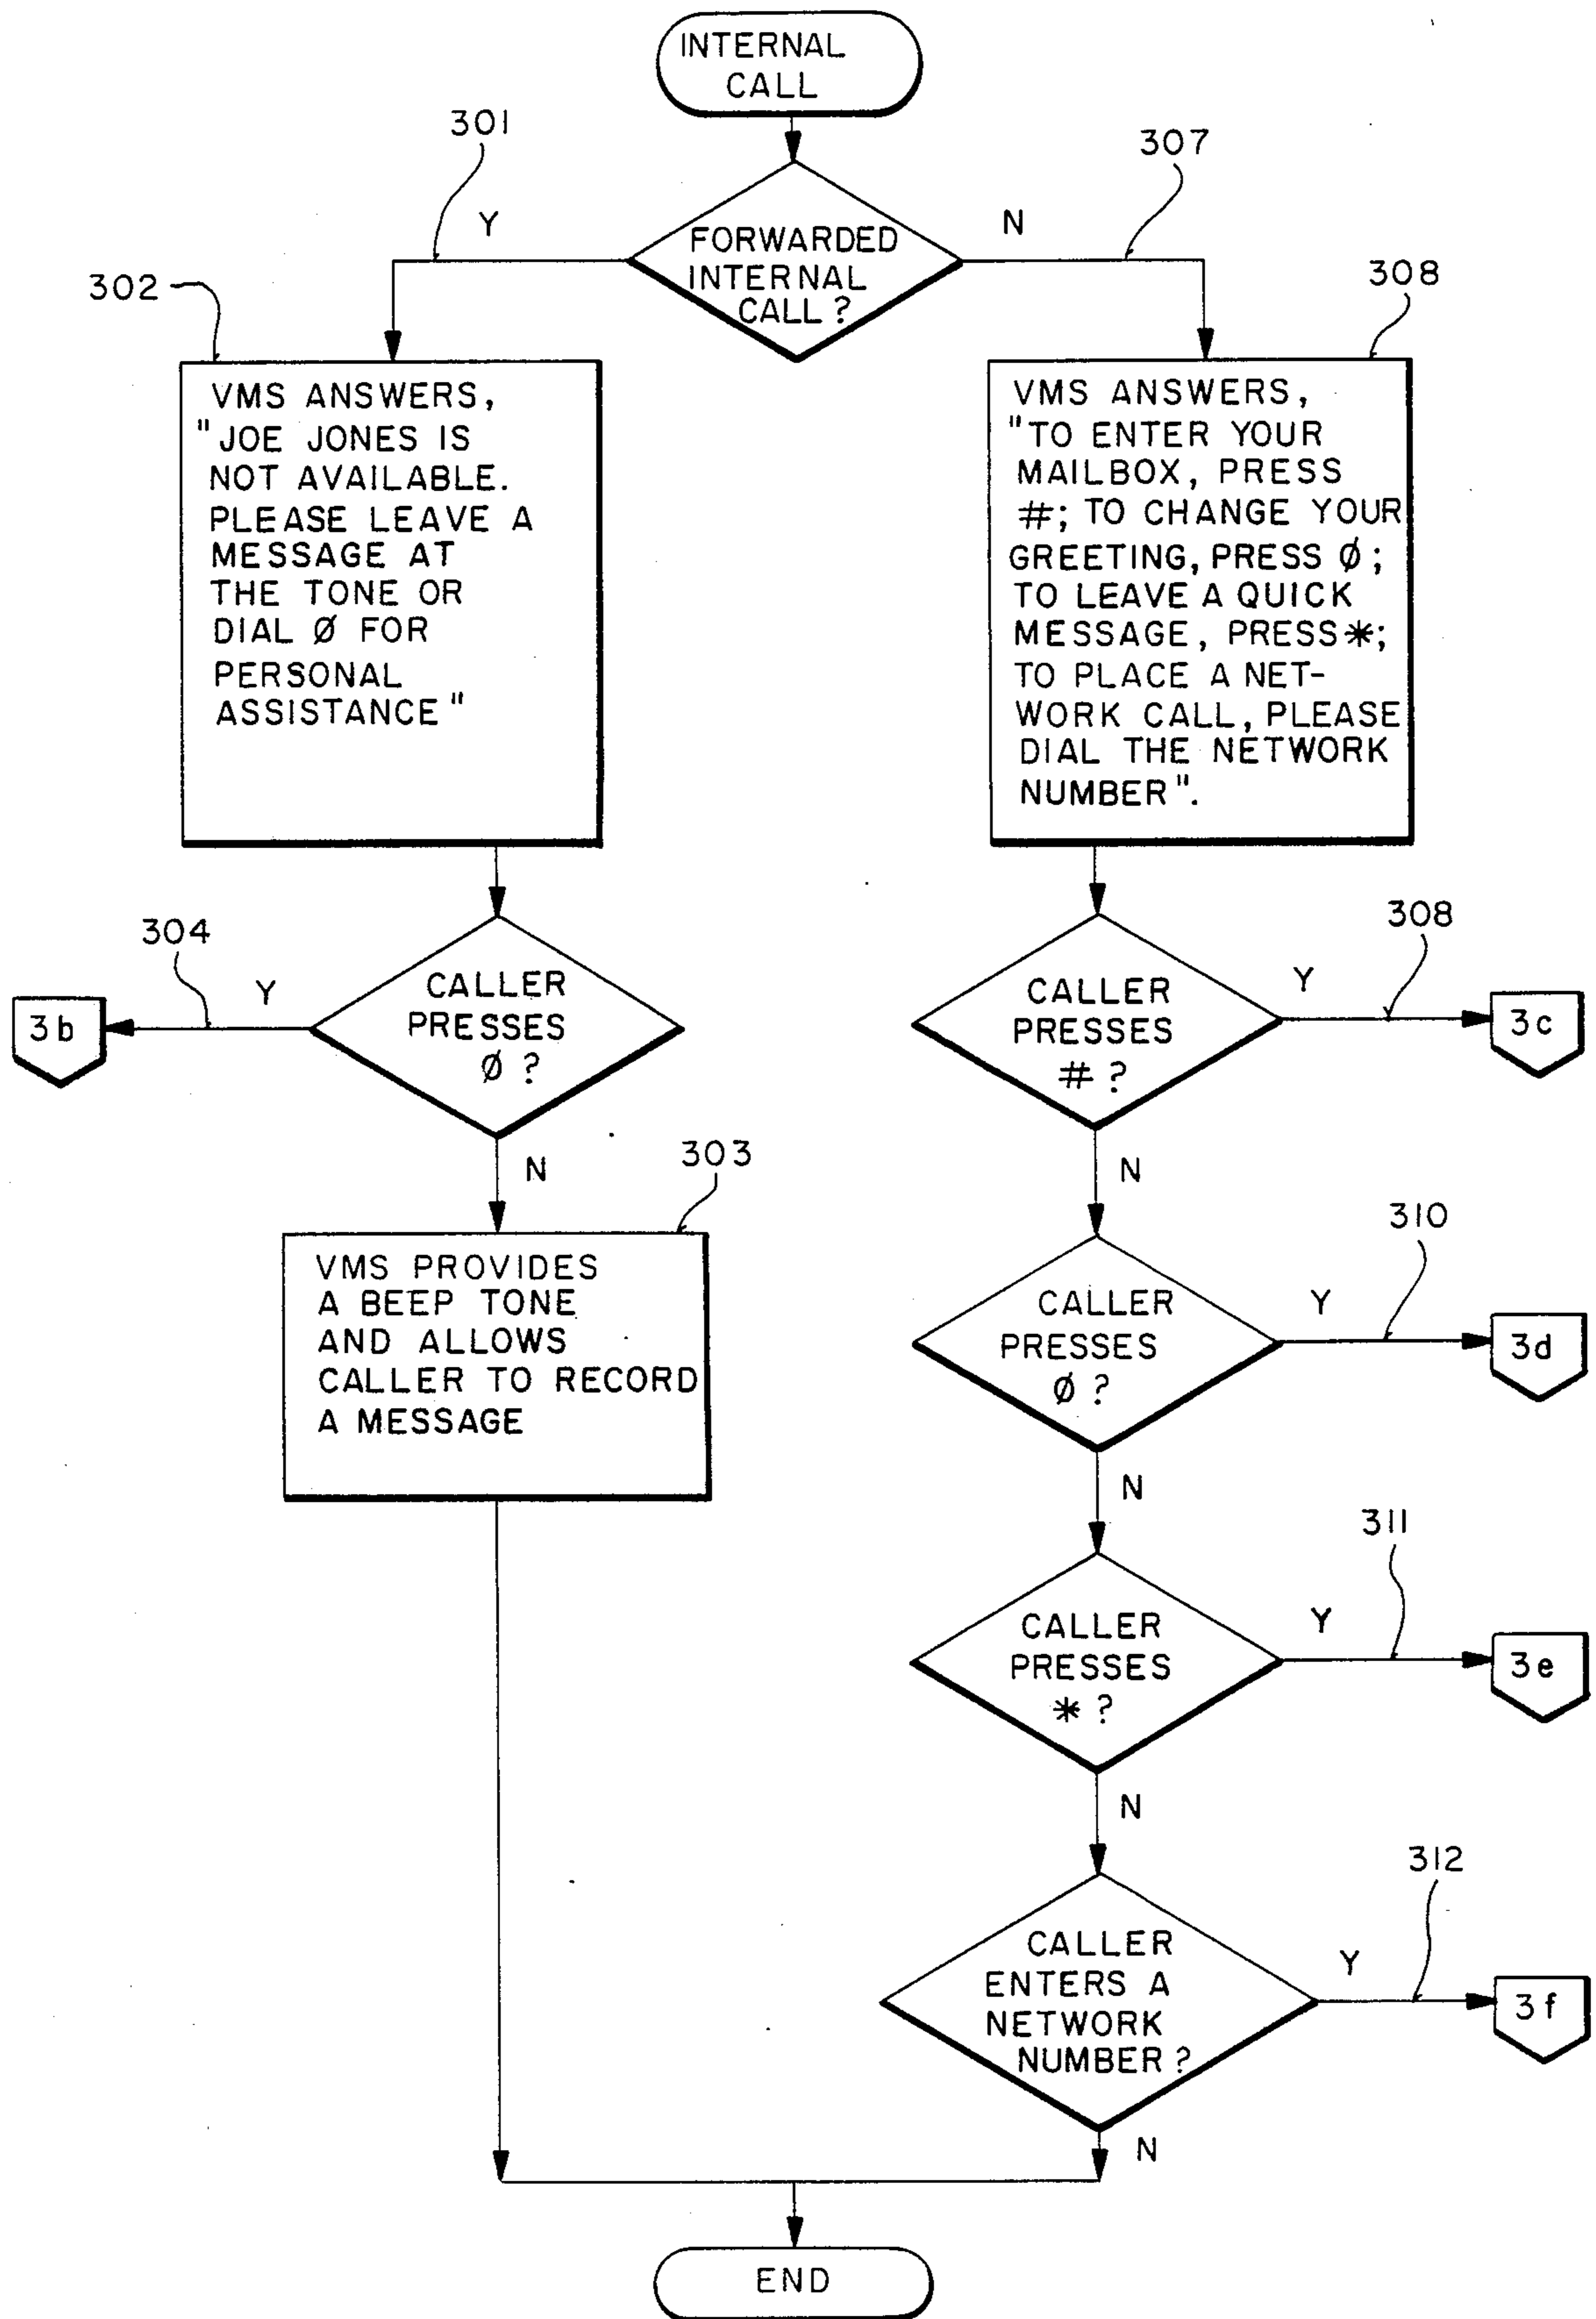 INTERNAL
CALL
301
307
Y
N
FORWARDED
INTERNAL
CALL?
302
308
VMS ANSWERS,
"JOE JONES IS
NOT AVAILABLE.
PLEASE LEAVE A
MESSAGE AT
THE TONE OR
DIAL Ø FOR
PERSONAL
ASSISTANCE"
VMS ANSWERS,
"TO ENTER YOUR
MAILBOX, PRESS
#; TO CHANGE YOUR
GREETING, PRESS Ø;
TO LEAVE A QUICK
MESSAGE, PRESS *;
TO PLACE A NET-
WORK CALL, PLEASE
DIAL THE NETWORK
NUMBER".
304
Y
3b
CALLER
PRESSES
Ø ?
N
303
VMS PROVIDES
A BEEP TONE
AND ALLOWS
CALLER TO RECORD
A MESSAGE
308
CALLER
PRESSES
# ?
Y
3c
N
310
CALLER
PRESSES
Ø ?
Y
3d
N
311
CALLER
PRESSES
* ?
Y
3e
N
312
CALLER
ENTERS A
NETWORK
NUMBER ?
Y
3f
N
END